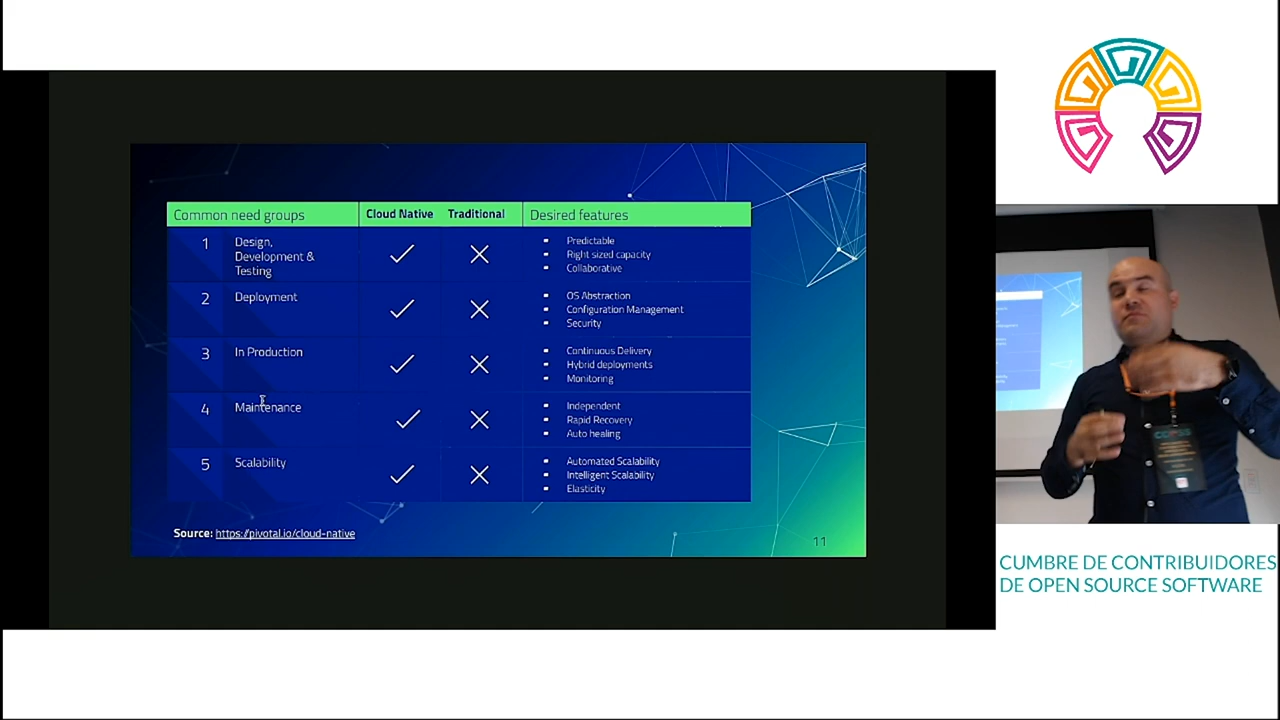 Common need groups
Cloud Native
Traditional
Desired features
1
Design,
Development &
Testing
Predictable
Right sized capacity
Collaborative
2
Deployment
OS Abstraction
Configuration Management
Security
3
In Production
Continuous Delivery
Hybrid deployments
Monitoring
4
Maintenance
Independent
Rapid Recovery
Auto healing
5
Scalability
Automated Scalability
Intelligent Scalability
Elasticity
Source: https://pivotal.io/cloud-native
11
CUMBRE DE CONTRIBUIDORES
DE OPEN SOURCE SOFTWARE